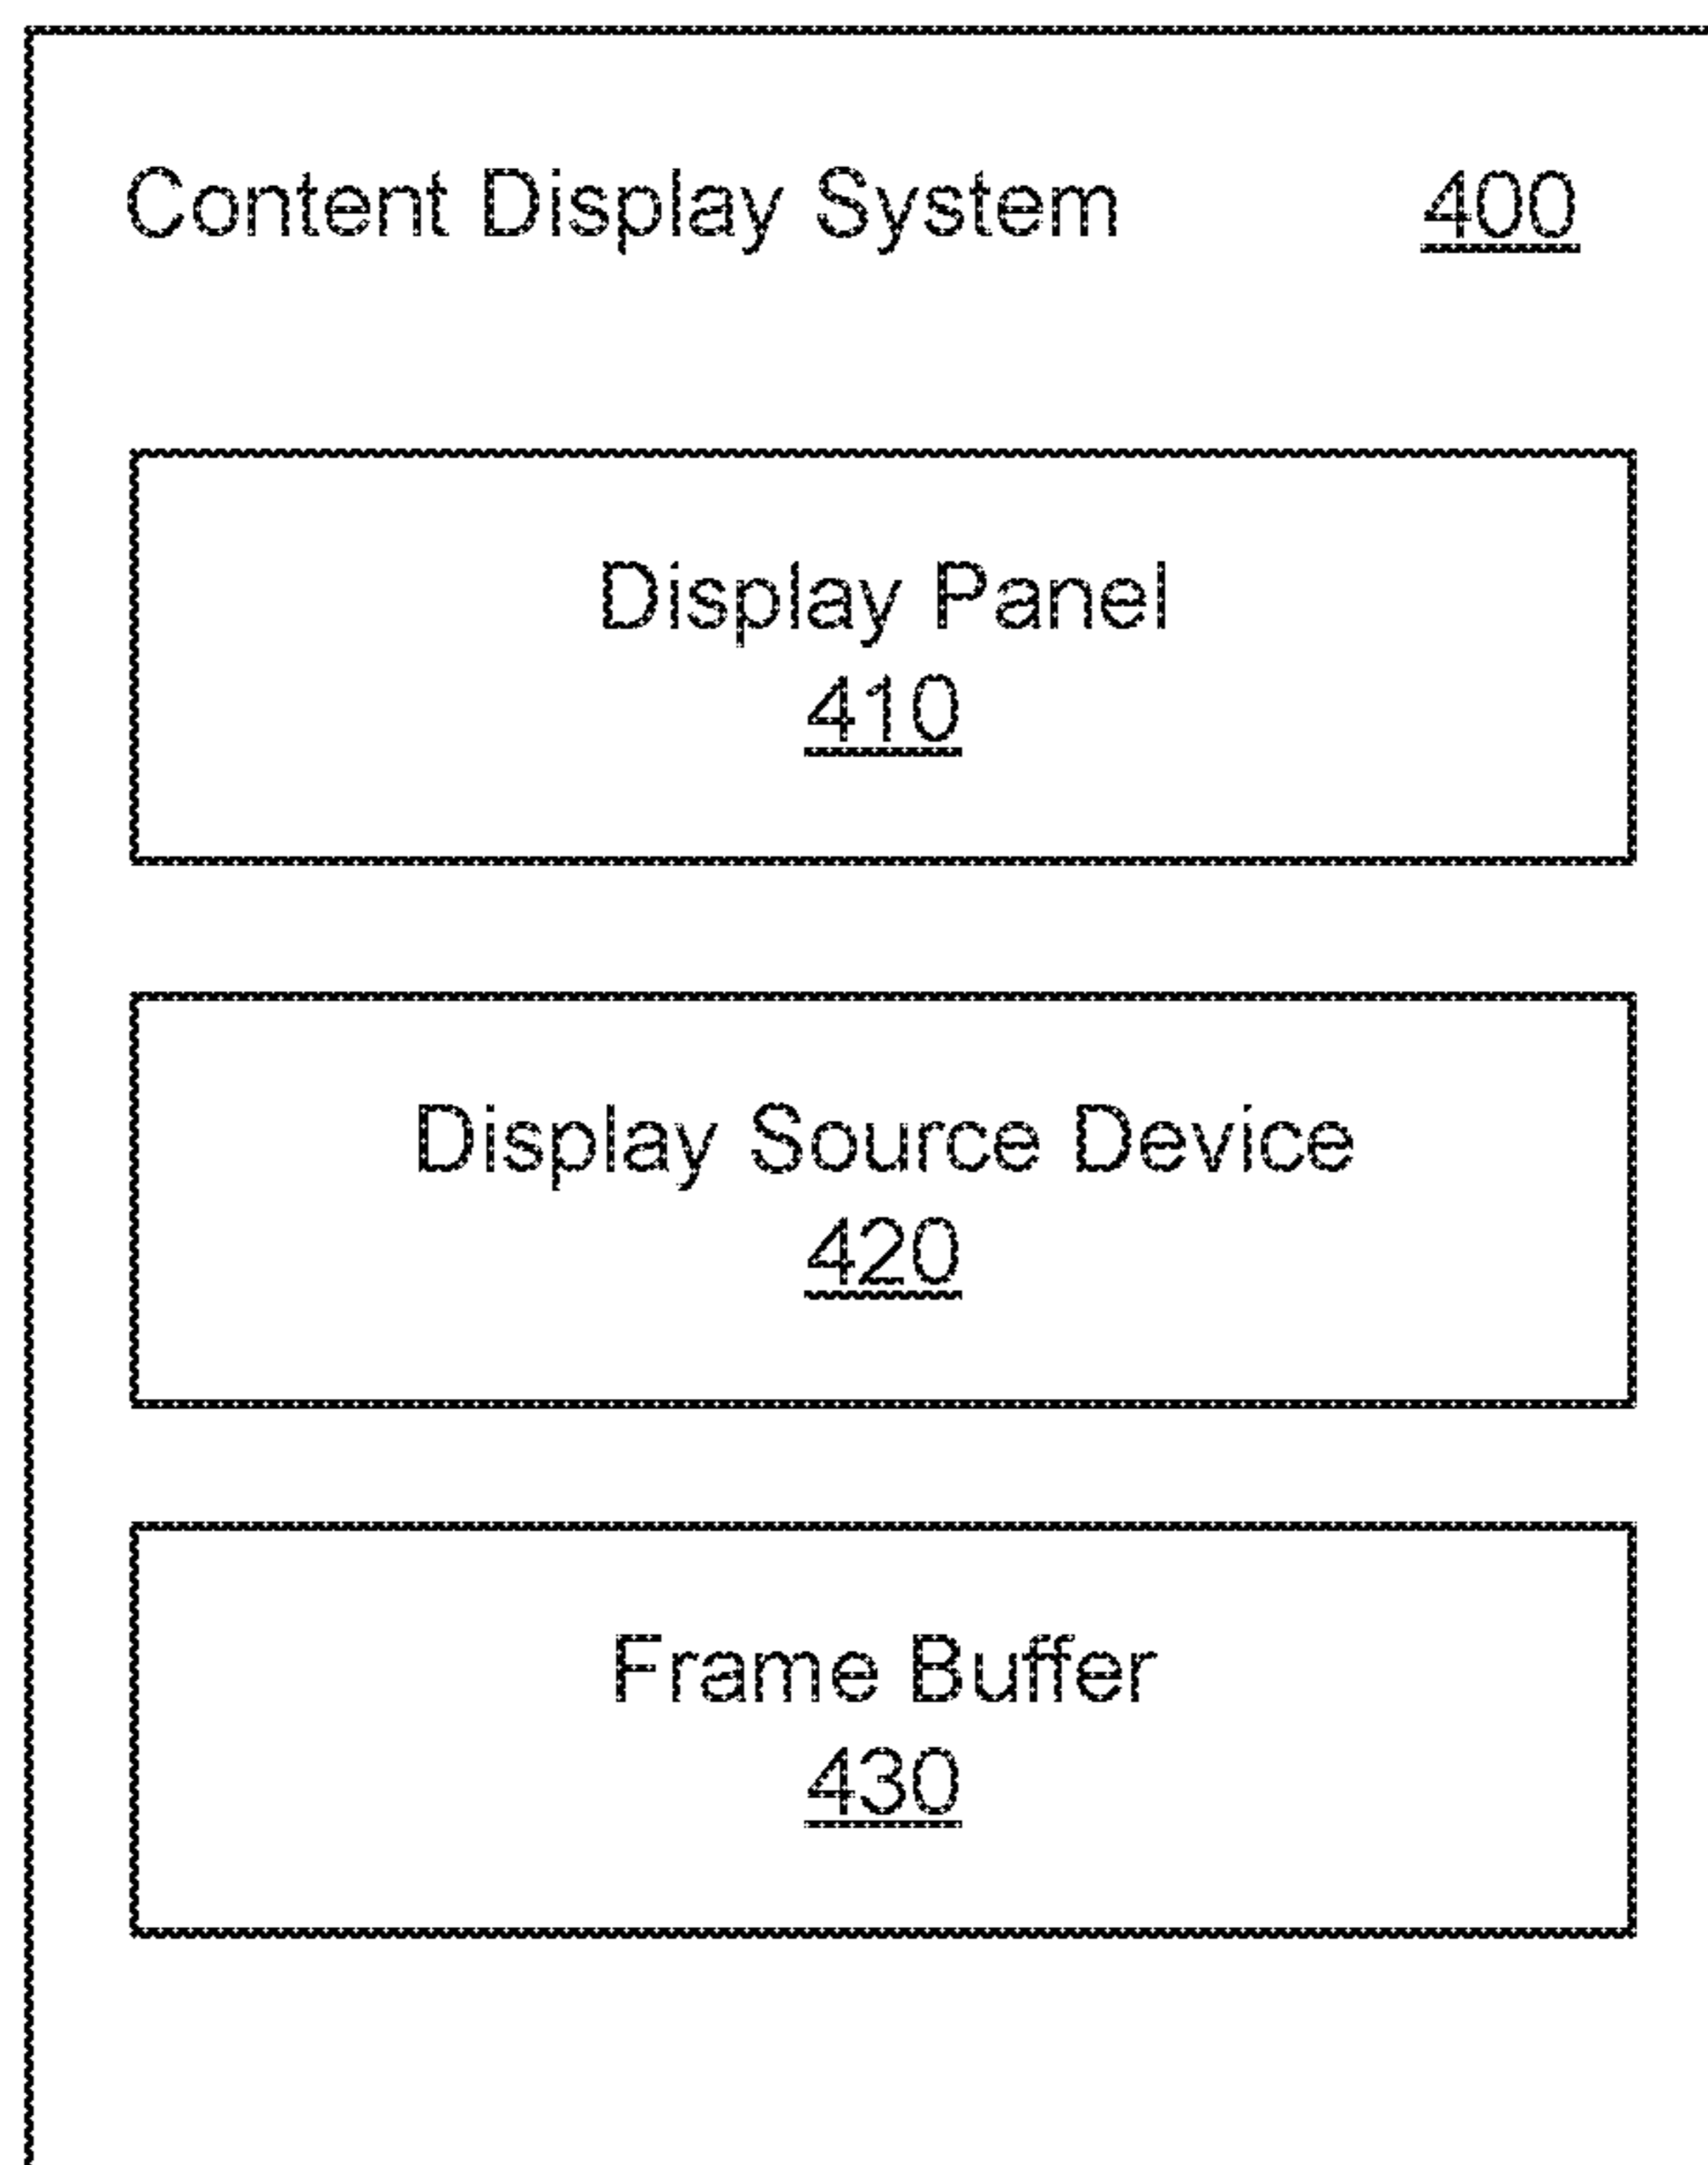 Content Display System 400
Display Panel
410
Display Source Device
420
Frame Buffer
430